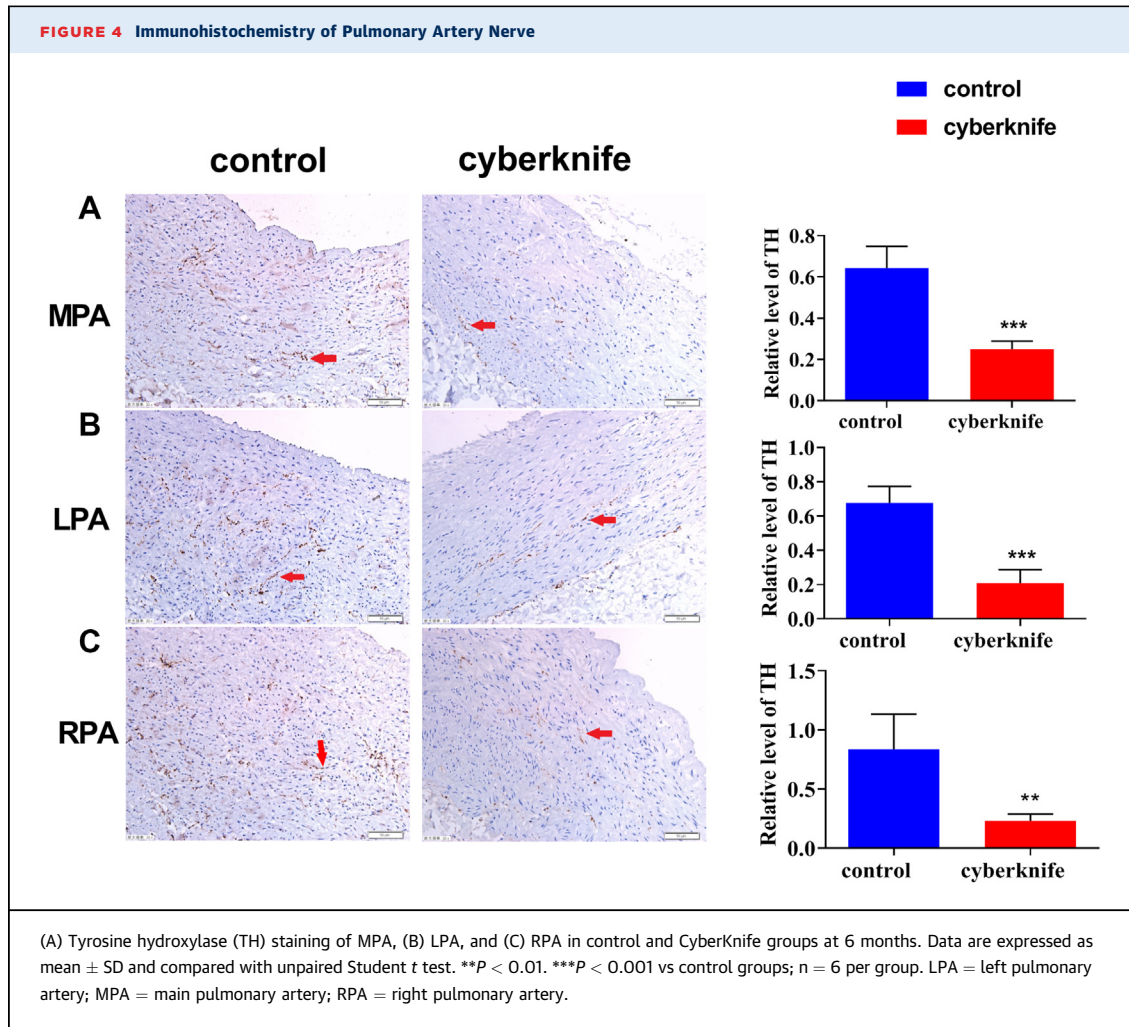 FIGURE 4 Immunohistochemistry of Pulmonary Artery Nerve
control
cyberknife
control
cyberknife
A
MPA
B
LPA
C
RPA
Relative level of TH
0.8
0.6
0.4
0.2
0.0
***
control
cyberknife
Relative level of TH
1.0
0.8
0.6
0.4
0.2
0.0
***
control
cyberknife
Relative level of TH
1.5
1.0
0.5
0.0
**
control
cyberknife
(A) Tyrosine hydroxylase (TH) staining of MPA, (B) LPA, and (C) RPA in control and CyberKnife groups at 6 months. Data are expressed as
mean ± SD and compared with unpaired Student t test. **P < 0.01. ***P < 0.001 vs control groups; n = 6 per group. LPA = left pulmonary
artery; MPA = main pulmonary artery; RPA = right pulmonary artery.